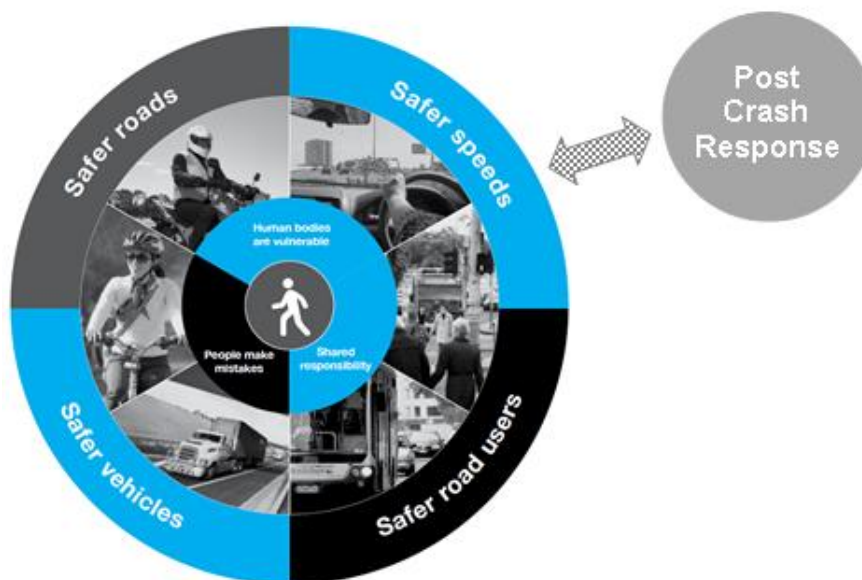 Safer roads
Safer speeds
Post
Crash
Response
Human bodies
are vulnerable
People make
mistakes
Shared
responsibility
Safer vehicles
Safer road users